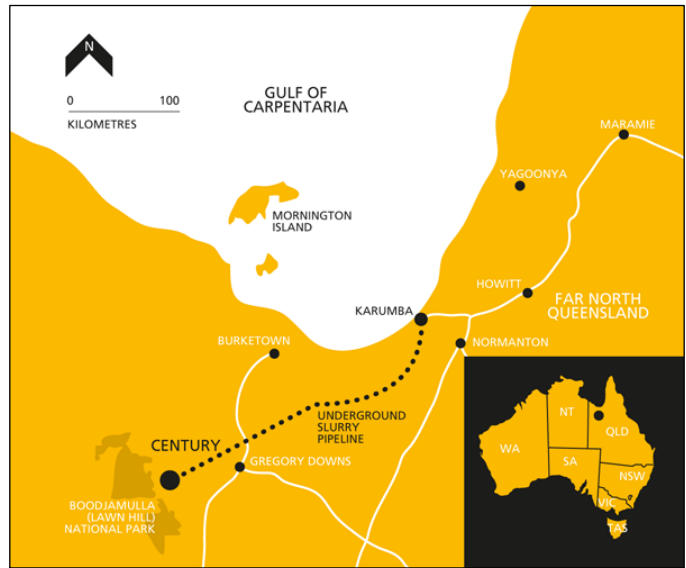 N
0 100
KILOMETRES
GULF OF
CARPENTARIA
MARAMIE
YAGOONYA
MORNINGTON
ISLAND
HOWITT
FAR NORTH
QUEENSLAND
KARUMBA
BURKETOWN
NORMANTON
UNDERGROUND
SLURRY
PIPELINE
CENTURY
GREGORY DOWNS
BOODJAMULLA
(LAWN HILL)
NATIONAL PARK
NT
QLD
WA
SA
NSW
VIC
TAS